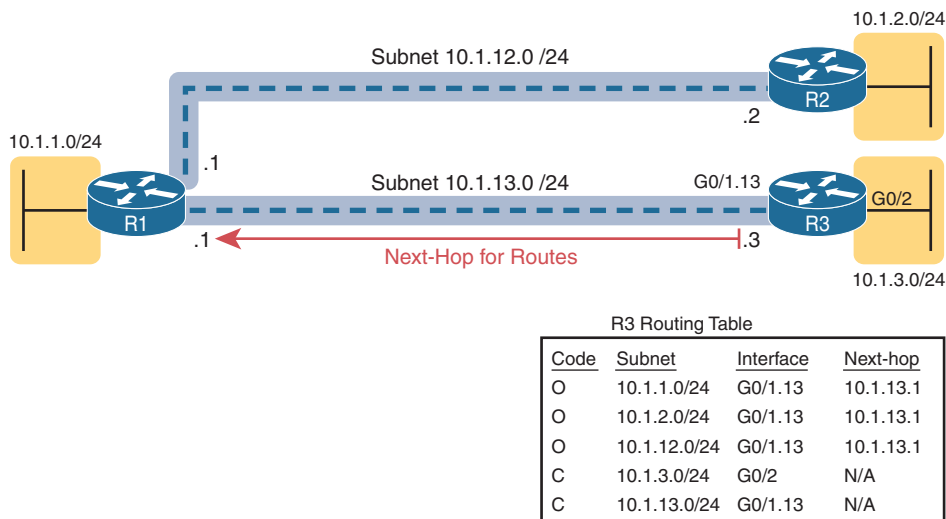 10.1.2.0/24
Subnet 10.1.12.0 /24
R2
.2
10.1.1.0/24
.1
Subnet 10.1.13.0 /24
G0/1.13
R1
R3
G0/2
.1
.3
Next-Hop for Routes
10.1.3.0/24
R3 Routing Table
Code Subnet Interface Next-hop
O 10.1.1.0/24 G0/1.13 10.1.13.1
O 10.1.2.0/24 G0/1.13 10.1.13.1
O 10.1.12.0/24 G0/1.13 10.1.13.1
C 10.1.3.0/24 G0/2 N/A
C 10.1.13.0/24 G0/1.13 N/A